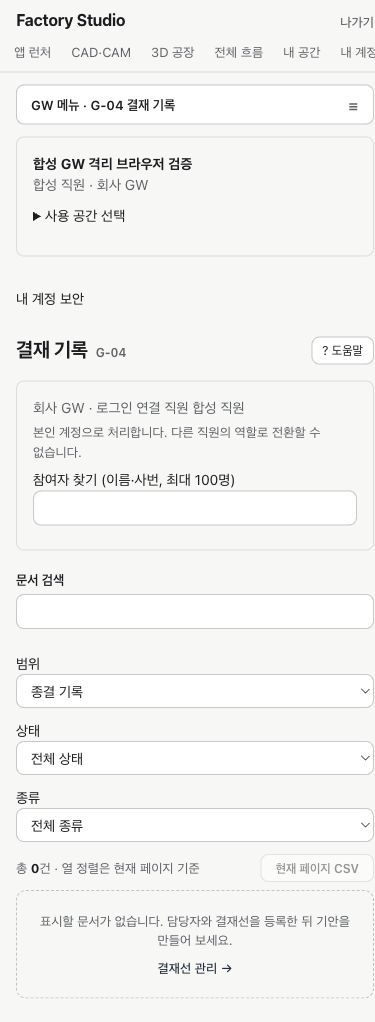 Factory Studio
나가기
앱 런처 CAD·CAM 3D 공장 전체 흐름 내 공간 내 계정
GW 메뉴 · G-04 결재 기록 ≡
합성 GW 격리 브라우저 검증
합성 직원 · 회사 GW
▶ 사용 공간 선택
내 계정 보안
결재 기록 G-04
? 도움말
회사 GW · 로그인 연결 직원 합성 직원
본인 계정으로 처리합니다. 다른 직원의 역할로 전환할 수
없습니다.
참여자 찾기 (이름·사번, 최대 100명)
문서 검색
범위
종결 기록
상태
전체 상태
종류
전체 종류
총 0건 · 열 정렬은 현재 페이지 기준
현재 페이지 CSV
표시할 문서가 없습니다. 담당자와 결재선을 등록한 뒤 기안을
만들어 보세요.
결재선 관리 →